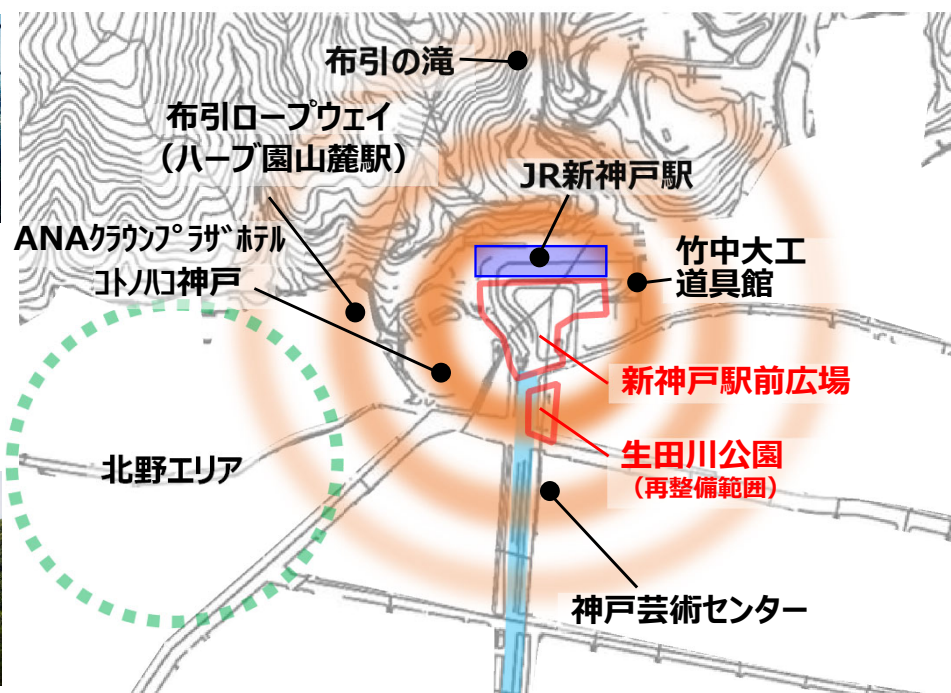 布引の滝
布引ロープウェイ
（ハーブ園山麓駅）
JR新神戸駅
ANAクラウンプラザホテル
コトノハコ神戸
竹中大工
道具館
新神戸駅前広場
生田川公園
（再整備範囲）
北野エリア
神戸芸術センター